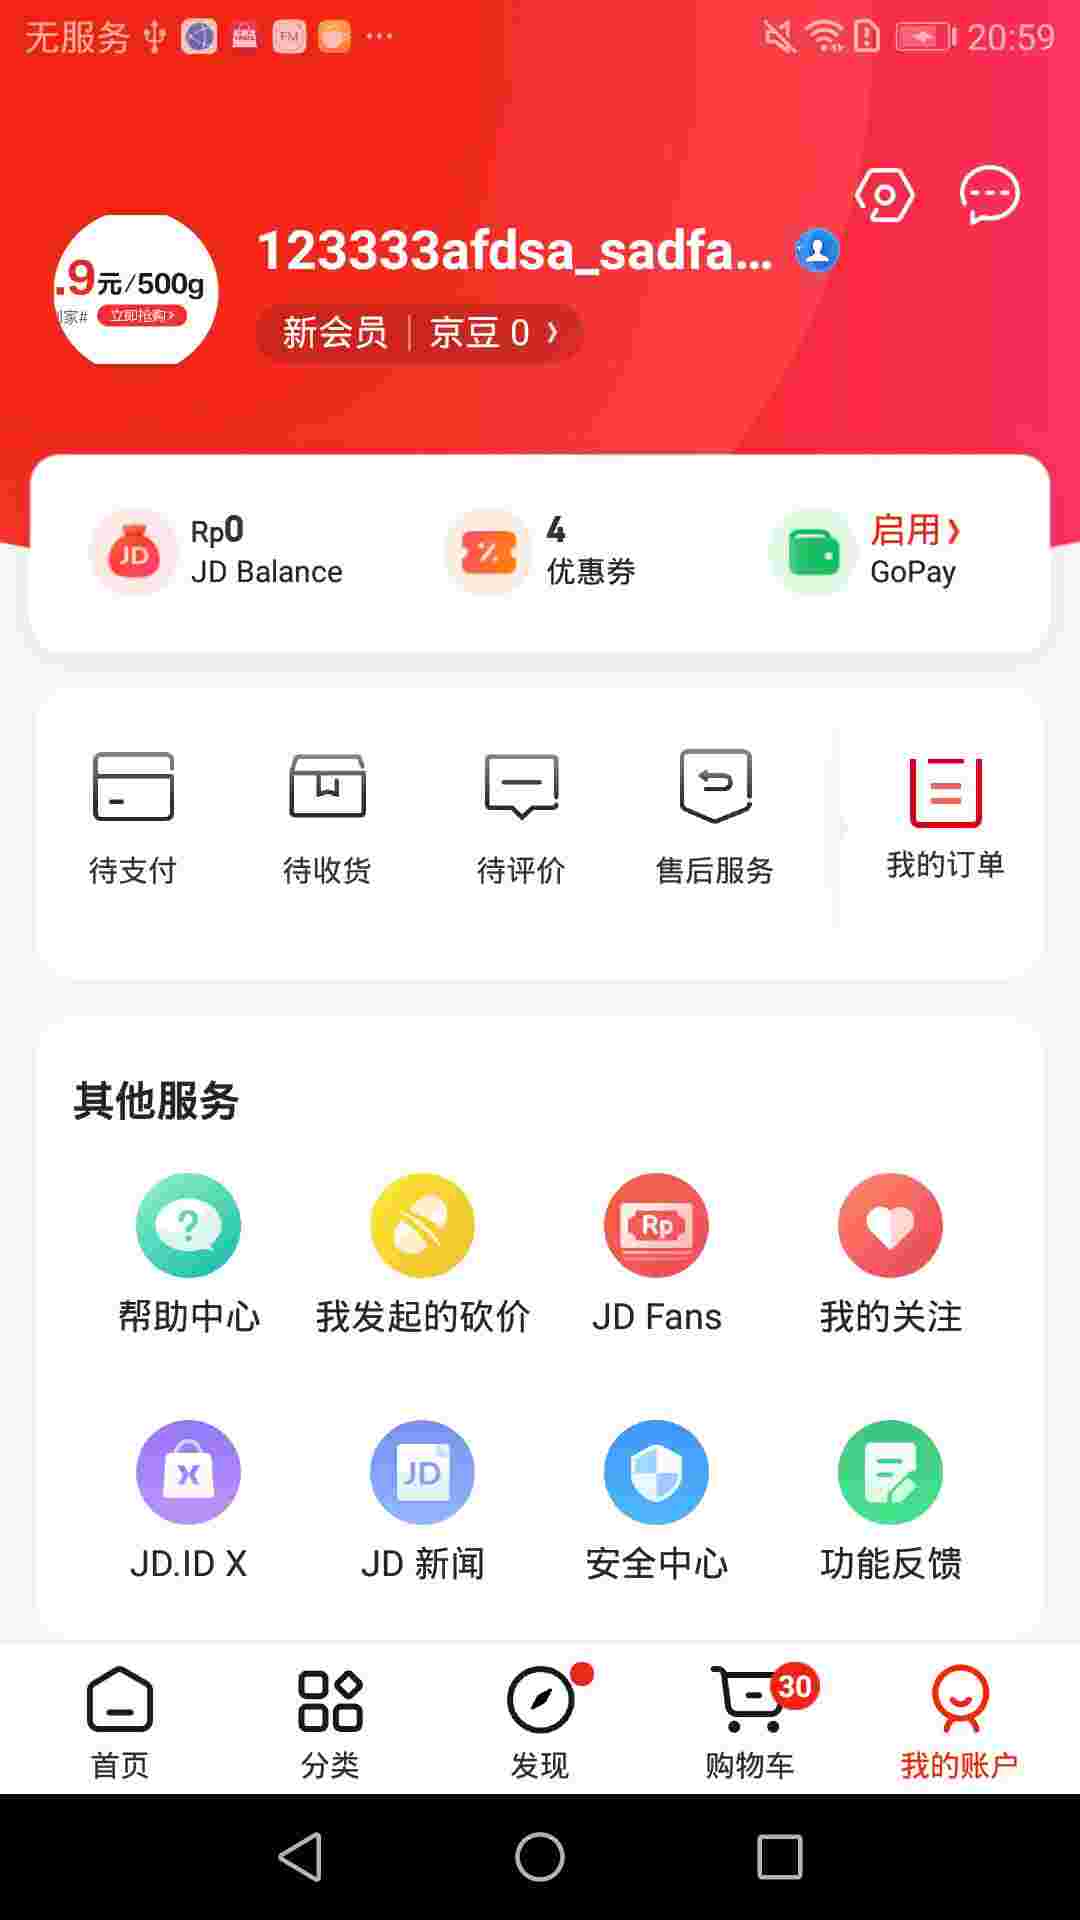 无服务
FM
20:59
.9元/500g
立即抢购>
123333afdsa_sadfa...
新会员 | 京豆 0 >
Rp0
JD
JD Balance
4
优惠券
启用>
GoPay
待支付
待收货
待评价
售后服务
我的订单
其他服务
?
Rp
帮助中心
我发起的砍价
JD Fans
我的关注
X
JD
JD.ID X
JD 新闻
安全中心
功能反馈
30
首页
分类
发现
购物车
我的账户